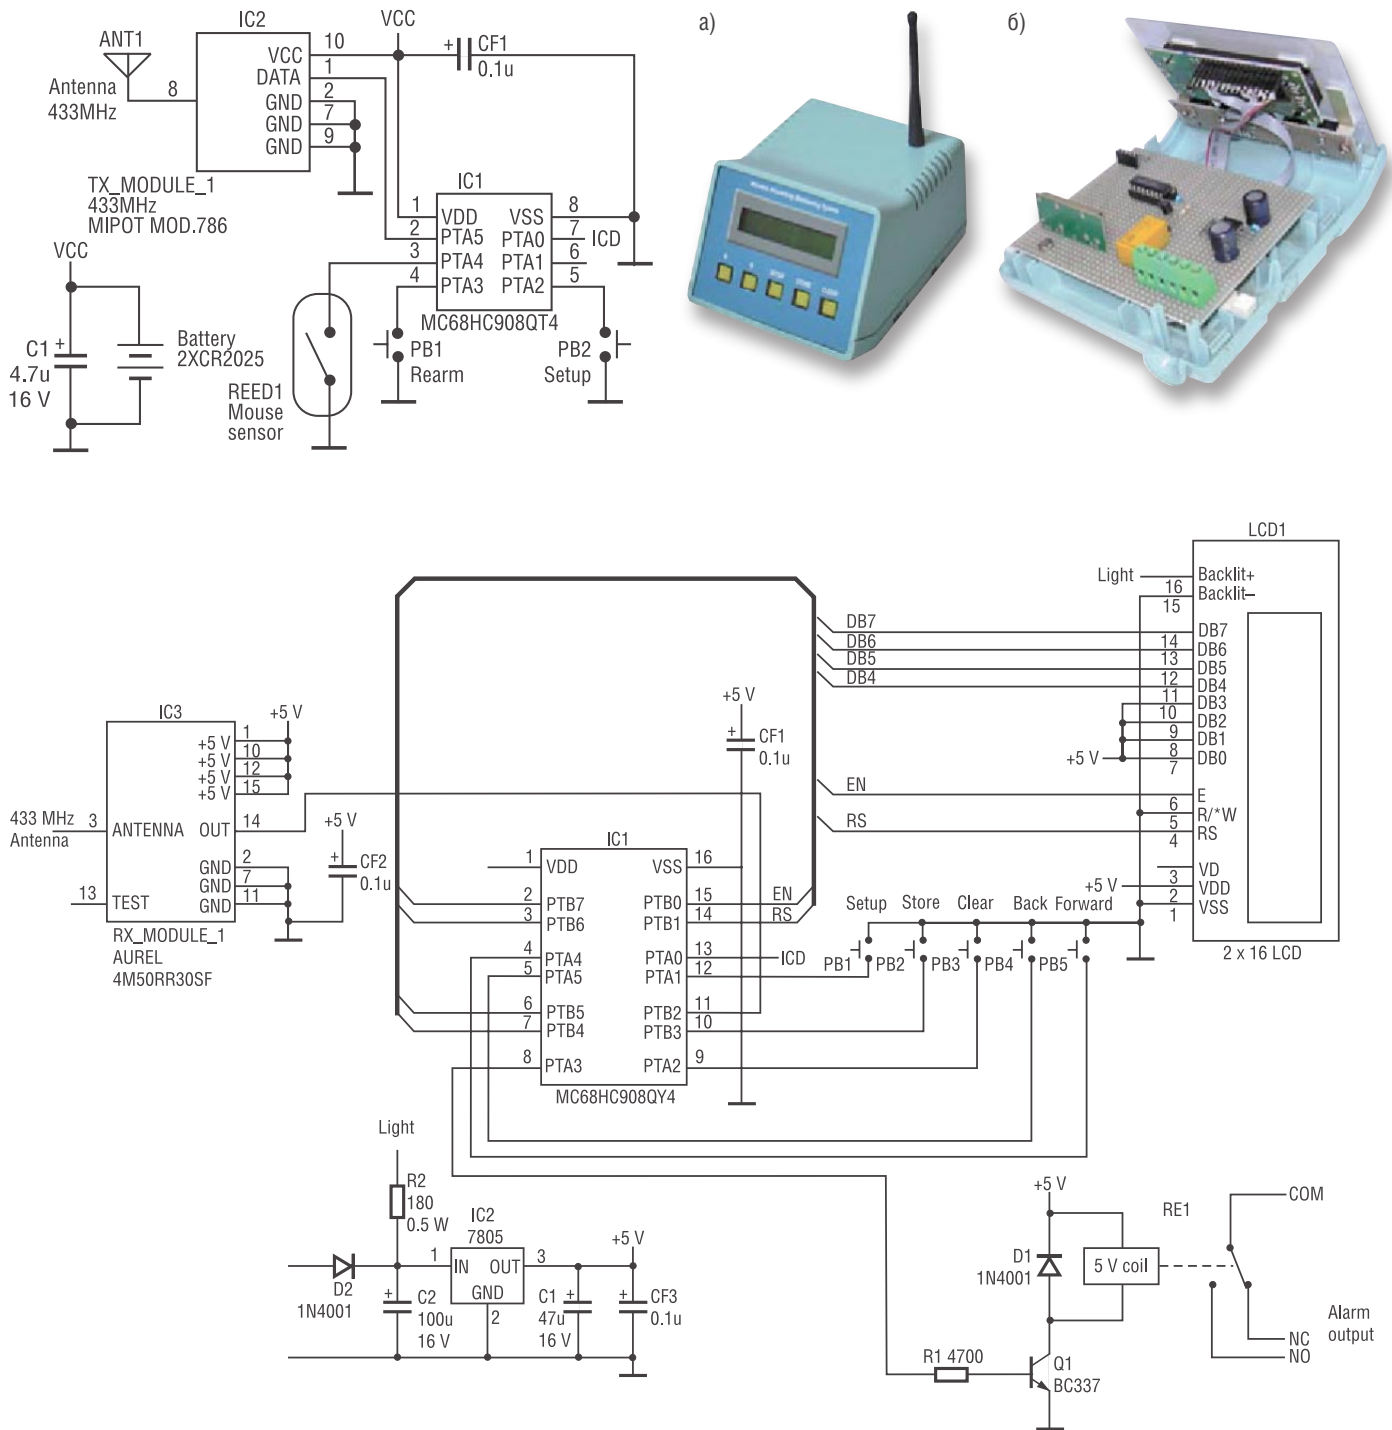 IC2
VCC
ANT1
VCC
10
+
CF1
0.1u
DATA
1
Antenna
433MHz
8
GND
2
GND
7
GND
9
TX_MODULE_1
433MHz
MIPOT MOD.786
IC1
1
VDD
VSS
8
2
PTA5
PTA0
7
ICD
3
PTA4
PTA1
6
4
PTA3
PTA2
5
MC68HC908QT4
VCC
C1
+
4.7u
16 V
Battery
2XCR2025
REED1
Mouse
sensor
PB1
Rearm
PB2
Setup
а)
б)
LCD1
Light
Backlit+
16
Backlit–
15
DB7
DB7
14
DB6
DB6
13
DB5
DB5
12
DB4
DB4
11
DB3
10
DB2
9
DB1
+5 V
8
DB0
7
EN
E
6
R/*W
5
RS
RS
4
VD
3
+5 V
VDD
2
VSS
1
2 x 16 LCD
IC3
+5 V
+5 V
1
+5 V
10
+5 V
12
+5 V
15
433 MHz
Antenna
3
ANTENNA
OUT
14
GND
2
GND
7
GND
11
13
TEST
RX_MODULE_1
AUREL
4M50RR30SF
+5 V
+
CF2
0.1u
+5 V
+
CF1
0.1u
IC1
1
VDD
VSS
16
2
PTB7
PTB0
15
EN
3
PTB6
PTB1
14
RS
4
PTA4
PTA0
13
ICD
5
PTA5
PTA1
12
6
PTB5
PTB2
11
7
PTB4
PTB3
10
8
PTA3
PTA2
9
MC68HC908QY4
Setup
Store
Clear
Back
Forward
PB1
PB2
PB3
PB4
PB5
Light
R2
180
0.5 W
D2
1N4001
+
C2
100u
16 V
IC2
7805
1
IN
OUT
3
GND
2
+
C1
47u
16 V
+5 V
+
CF3
0.1u
+5 V
D1
1N4001
5 V coil
RE1
COM
NC
NO
Alarm
output
R1 4700
Q1
BC337